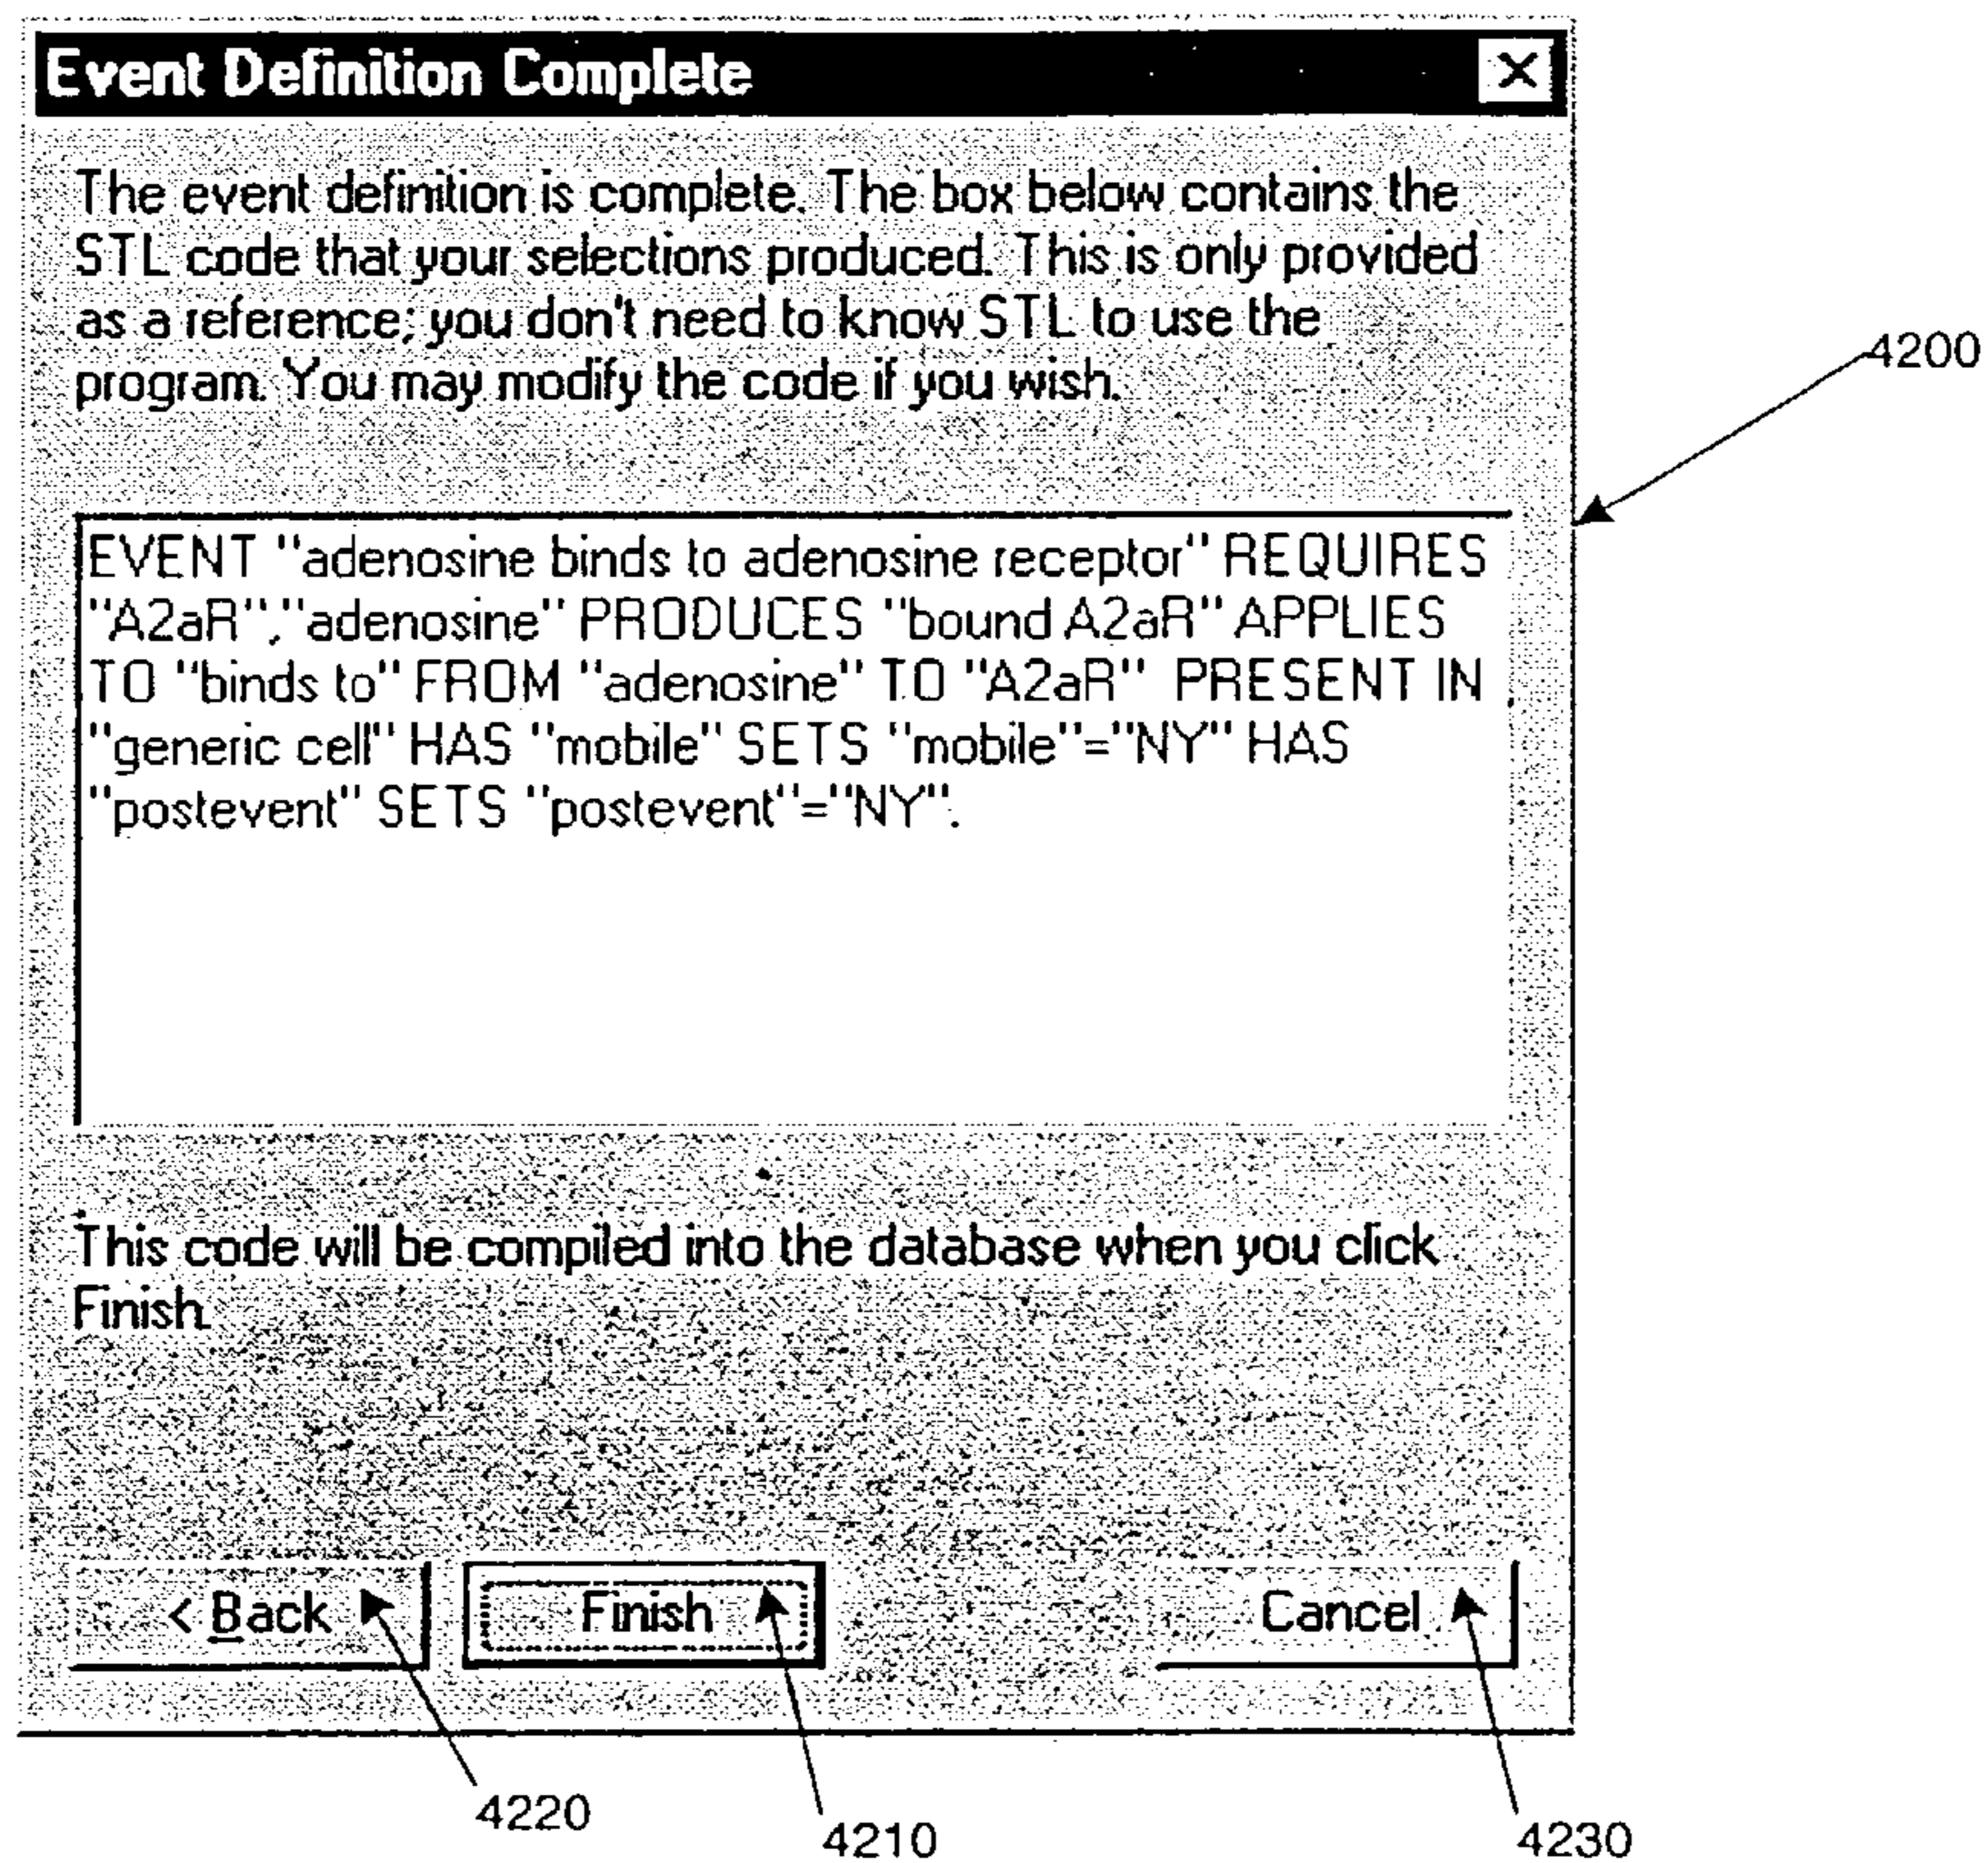 Event Definition Complete
The event definition is complete. The box below contains the
STL code that your selections produced. This is only provided
as a reference; you don't need to know STL to use the
program. You may modify the code if you wish.
4200
EVENT "adenosine binds to adenosine receptor" REQUIRES
"A2aR","adenosine" PRODUCES "bound A2aR" APPLIES
TO "binds to" FROM "adenosine" TO "A2aR" PRESENT IN
"generic cell" HAS "mobile" SETS "mobile"="NY" HAS
"postevent" SETS "postevent"="NY".
This code will be compiled into the database when you click
Finish.
< Back Finish Cancel
4220 4210 4230